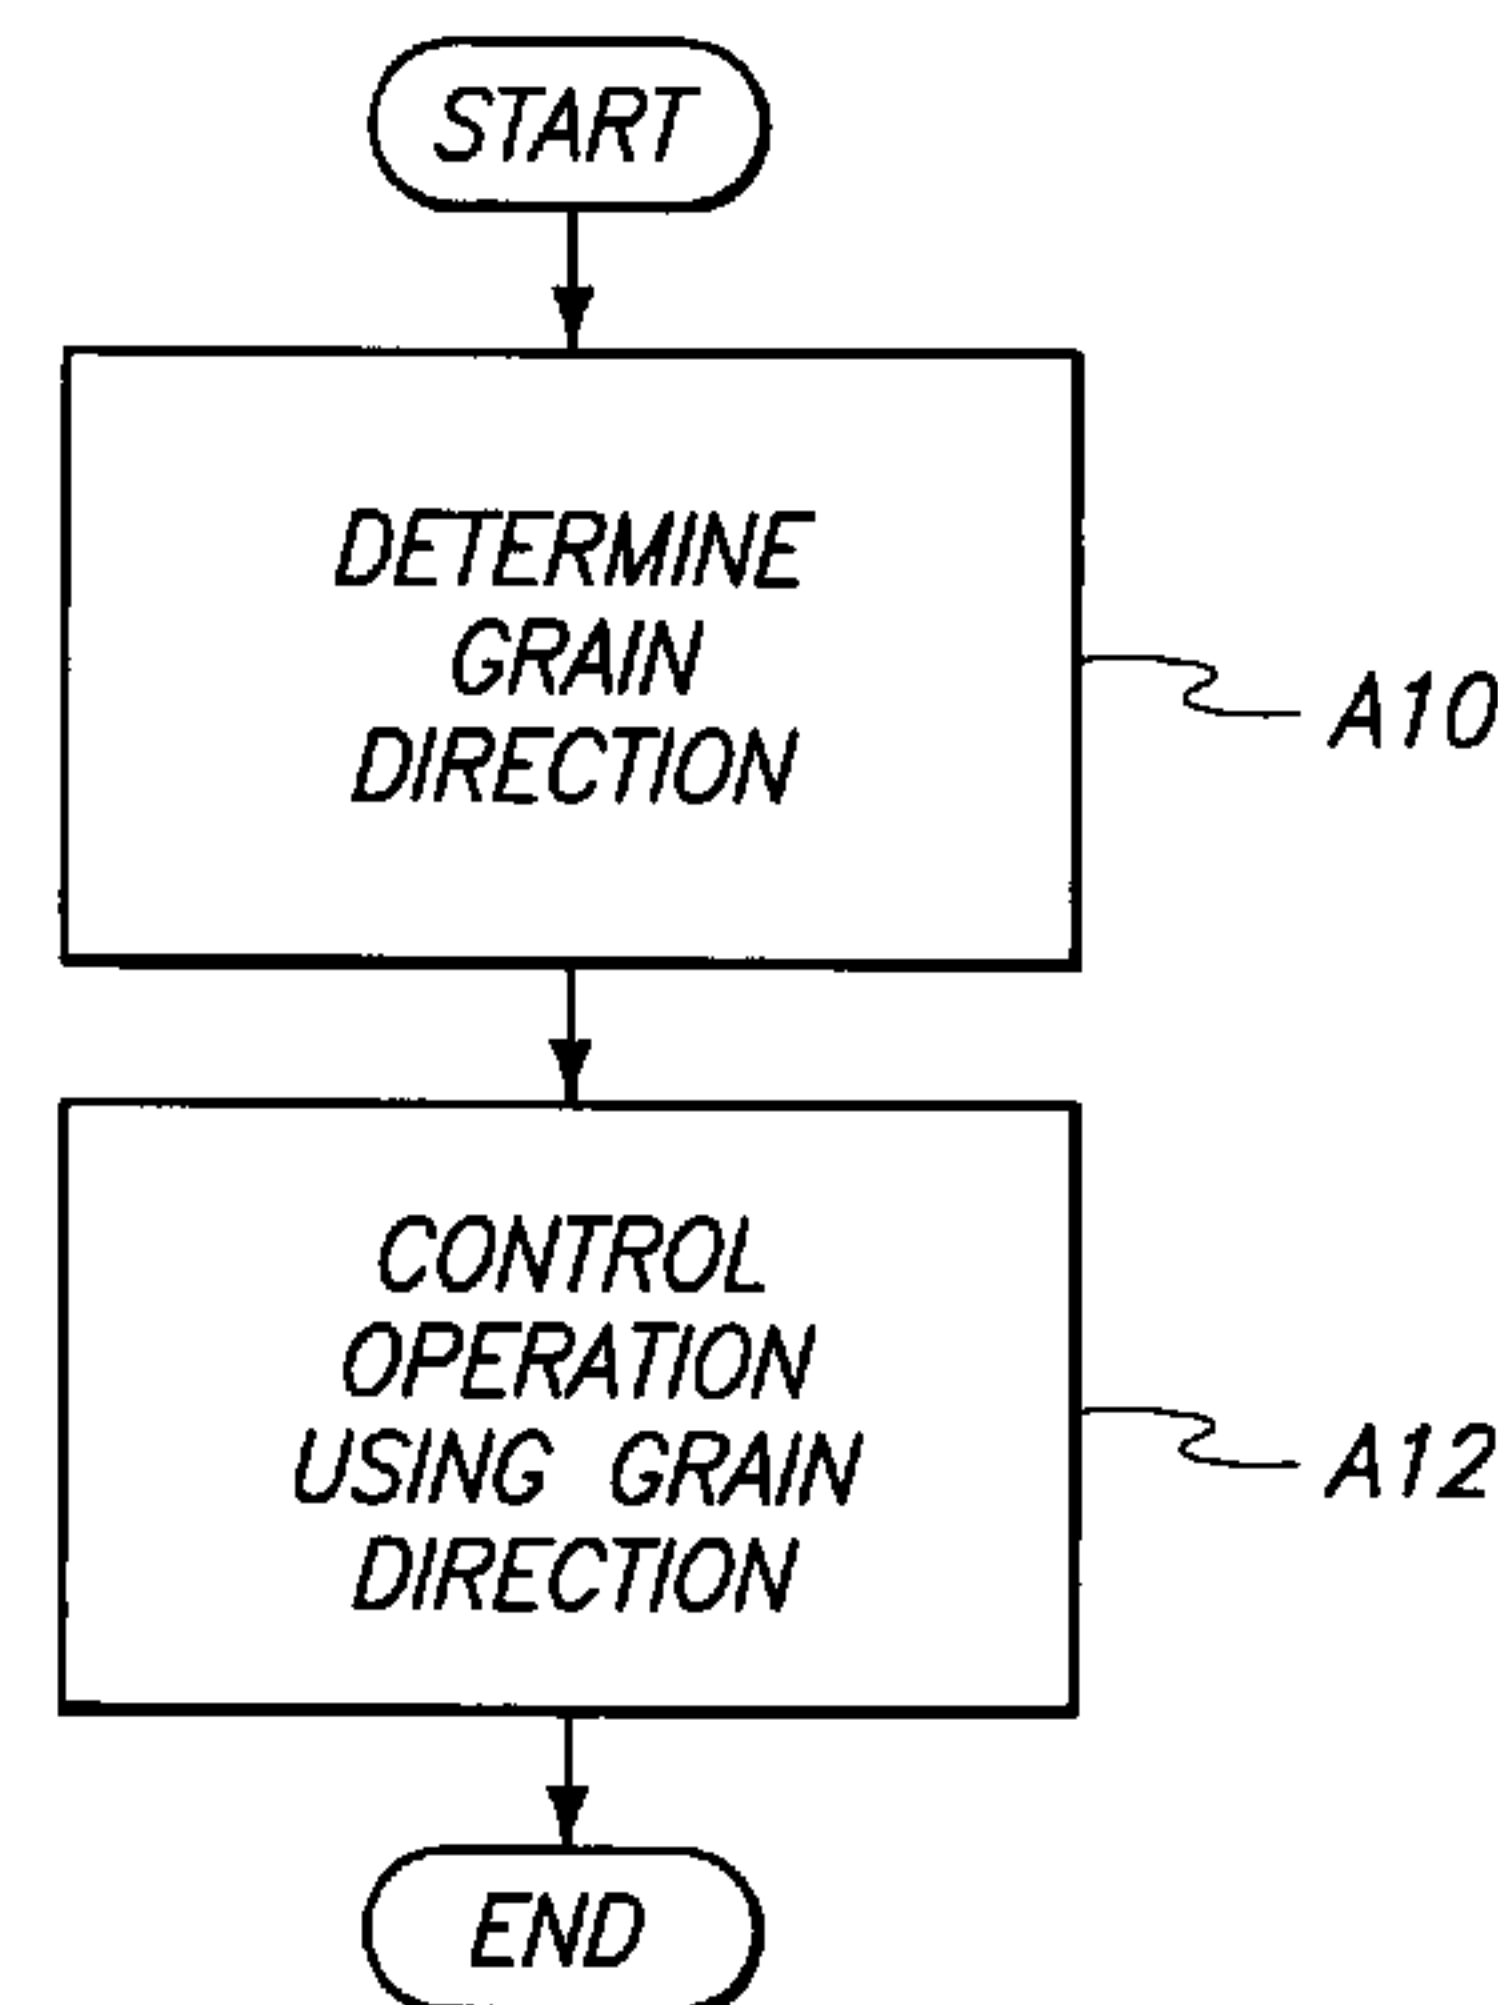 START
DETERMINE
GRAIN
DIRECTION
A10
CONTROL
OPERATION
USING GRAIN
DIRECTION
A12
END